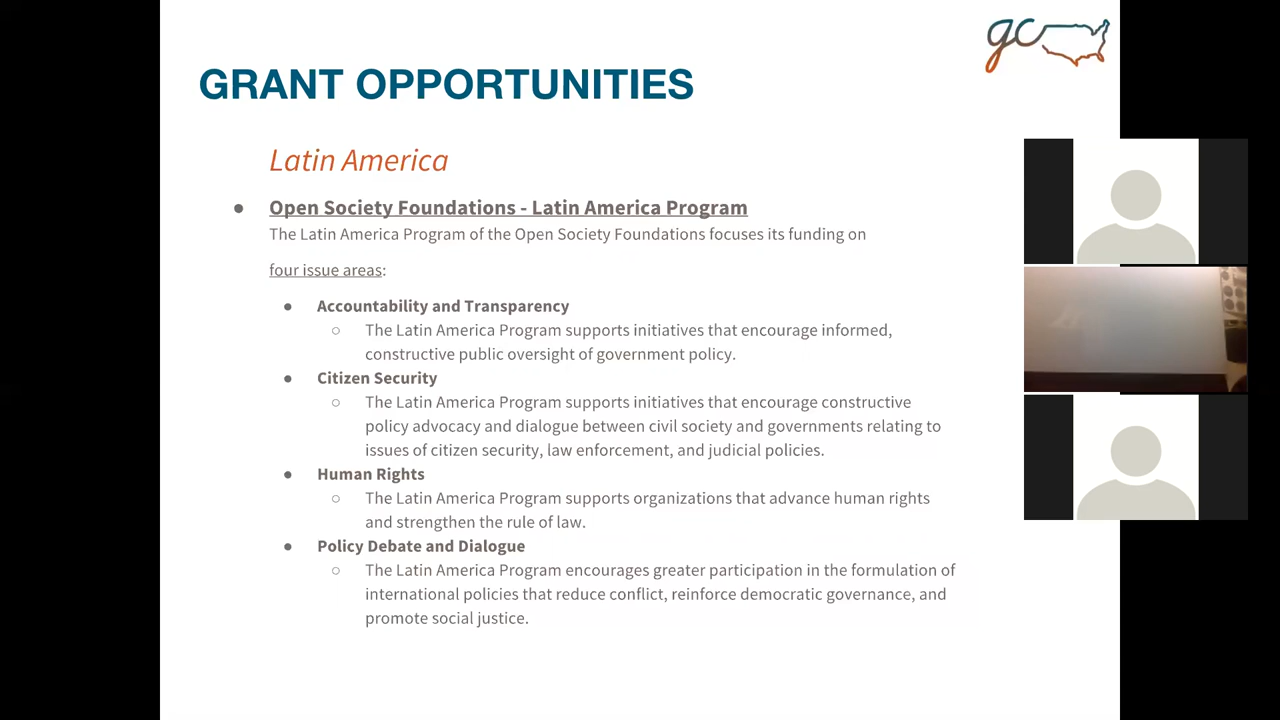 gc
GRANT OPPORTUNITIES
Latin America
● Open Society Foundations - Latin America Program
The Latin America Program of the Open Society Foundations focuses its funding on
four issue areas:
● Accountability and Transparency
○ The Latin America Program supports initiatives that encourage informed,
constructive public oversight of government policy.
● Citizen Security
○ The Latin America Program supports initiatives that encourage constructive
policy advocacy and dialogue between civil society and governments relating to
issues of citizen security, law enforcement, and judicial policies.
● Human Rights
○ The Latin America Program supports organizations that advance human rights
and strengthen the rule of law.
● Policy Debate and Dialogue
○ The Latin America Program encourages greater participation in the formulation of
international policies that reduce conflict, reinforce democratic governance, and
promote social justice.